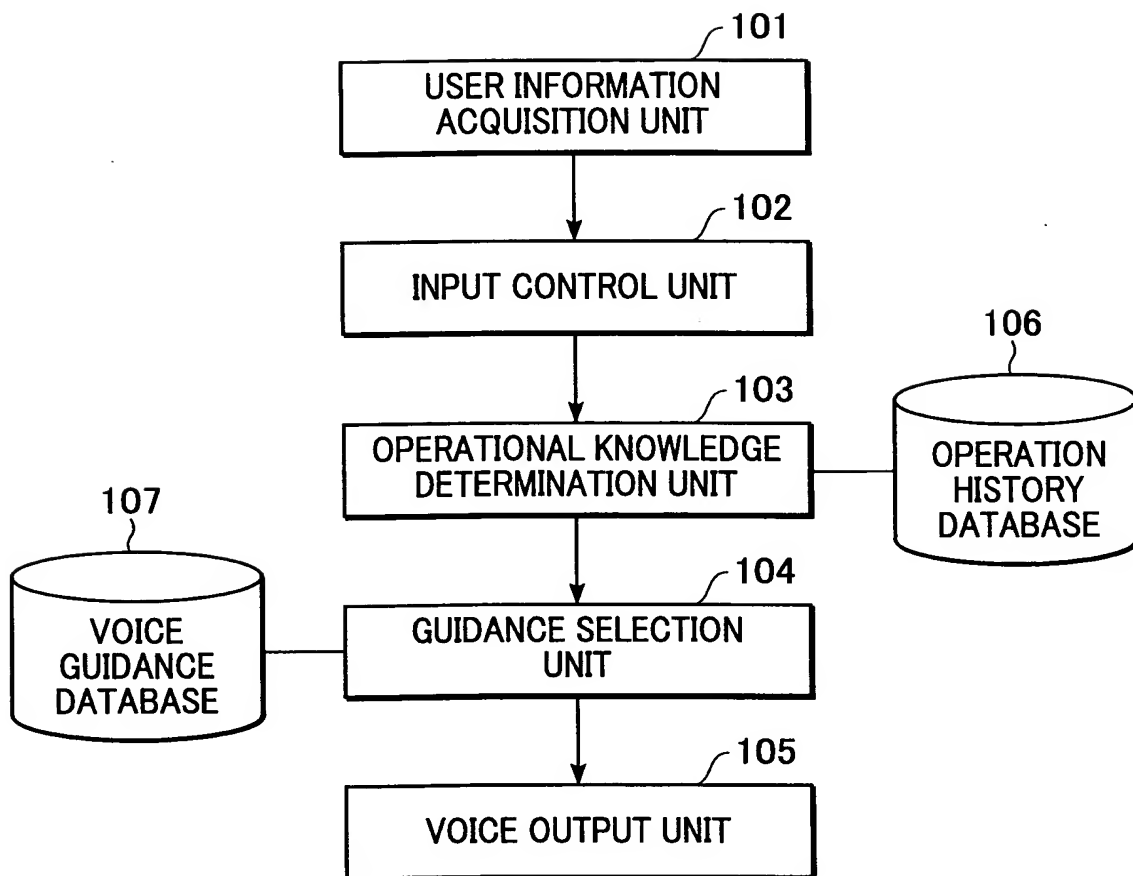 101
USER INFORMATION
ACQUISITION UNIT
102
INPUT CONTROL UNIT
103
OPERATIONAL KNOWLEDGE
DETERMINATION UNIT
106
OPERATION
HISTORY
DATABASE
107
VOICE
GUIDANCE
DATABASE
104
GUIDANCE SELECTION
UNIT
105
VOICE OUTPUT UNIT